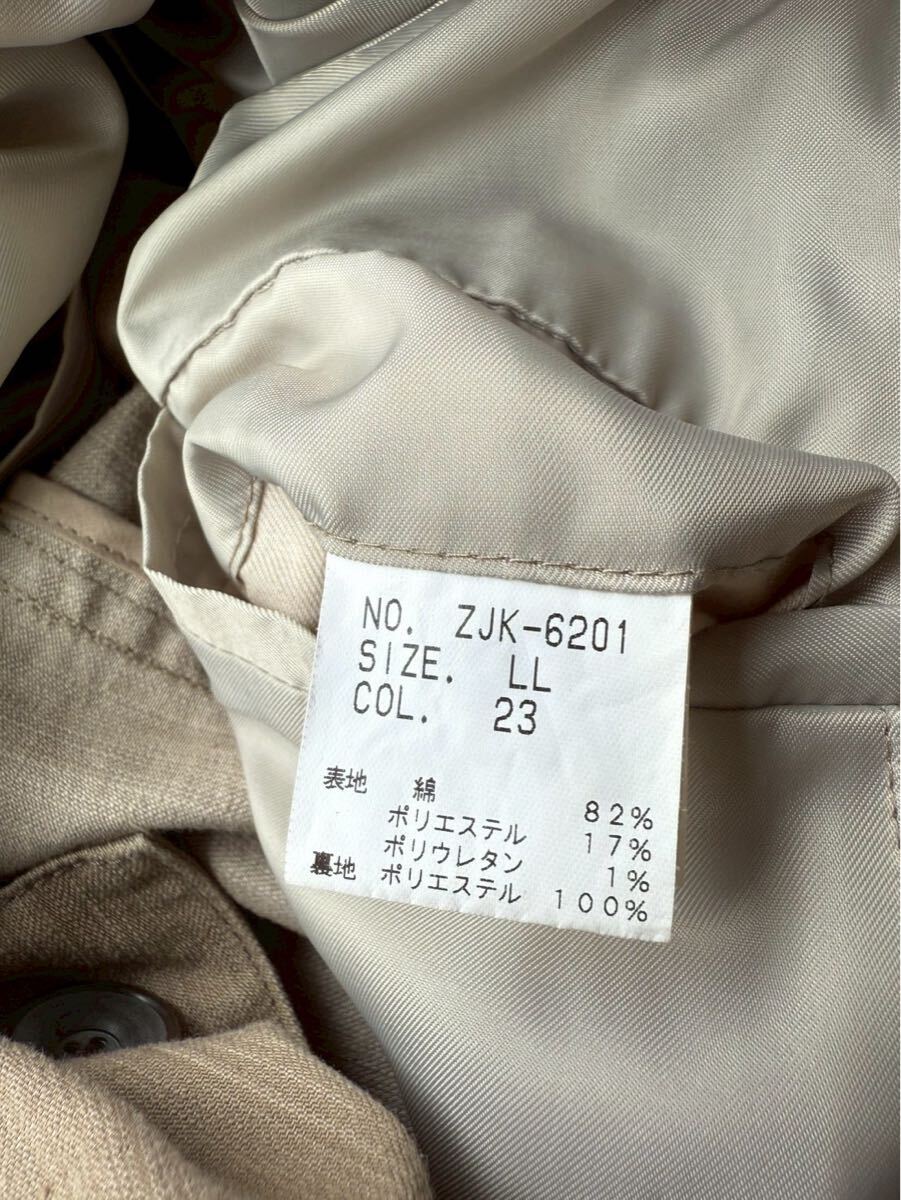 NO. ZJK-6201
SIZE. LL
COL. 23
表地 綿 82%
ポリエステル 17%
ポリウレタン 1%
裏地 ポリエステル 100%